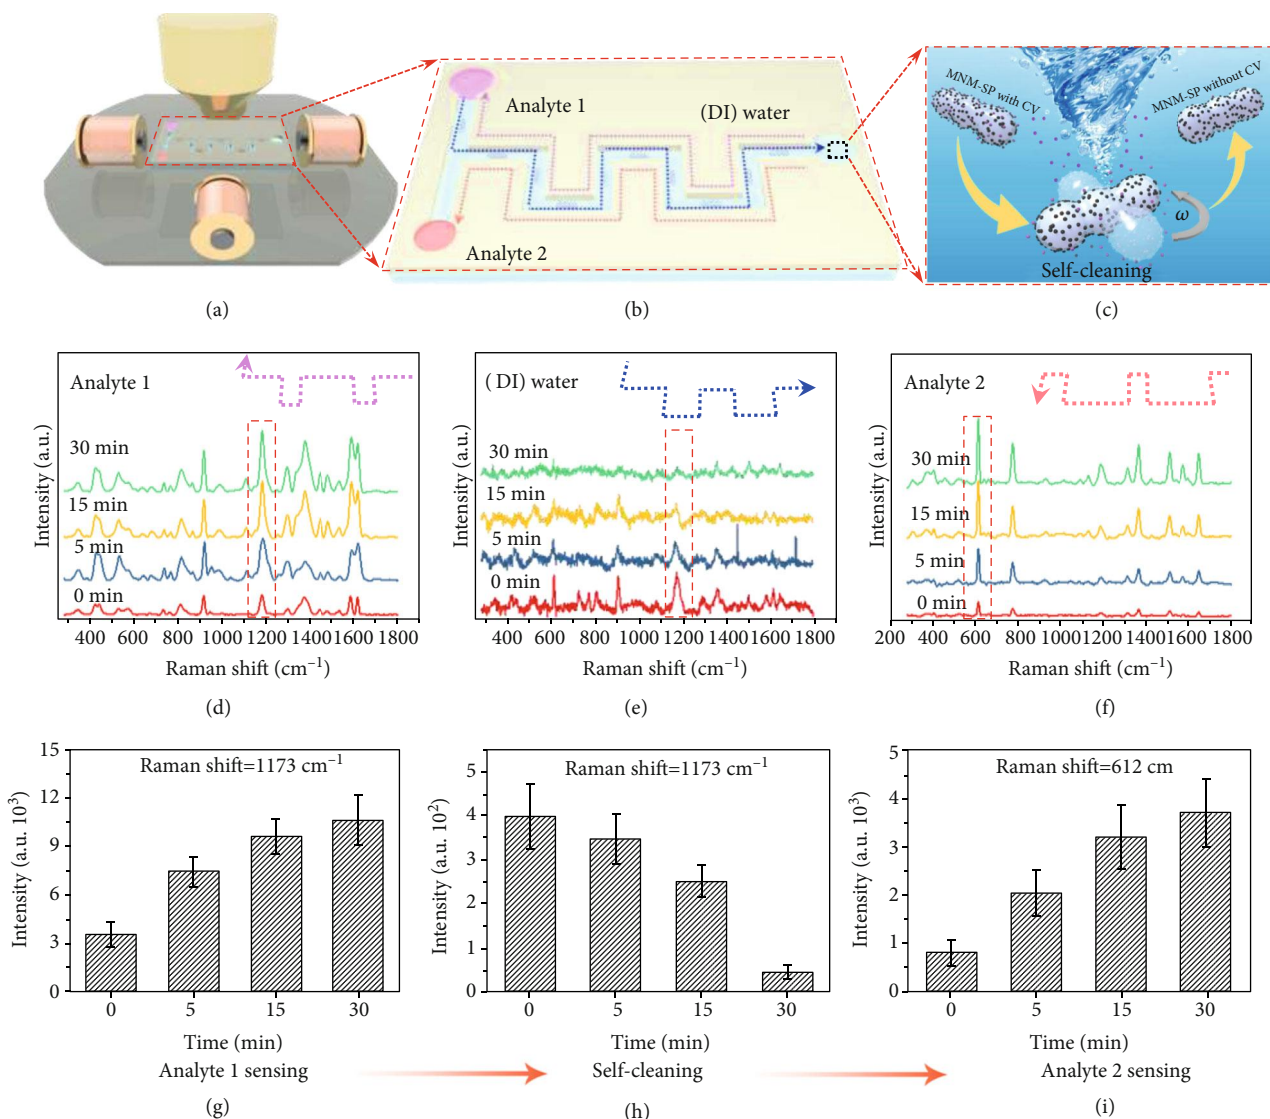 Analyte 1
(DI) water
Analyte 2
MNM-SP with CV
MNM-SP without CV
ω
Self-cleaning
(a)
(b)
(c)
Analyte 1
30 min
15 min
5 min
0 min
Intensity (a.u.)
400 600 800 1000 1200 1400 1600 1800
Raman shift (cm⁻¹)
(d)
( DI) water
30 min
15 min
5 min
0 min
Intensity (a.u.)
400 600 800 1000 1200 1400 1600 1800
Raman shift (cm⁻¹)
(e)
Analyte 2
30 min
15 min
5 min
0 min
Intensity (a.u.)
200 400 600 800 1000 1200 1400 1600 1800
Raman shift (cm⁻¹)
(f)
Raman shift=1173 cm⁻¹
Intensity (a.u. 10³)
15
12
9
6
3
0
0 5 15 30
Time (min)
Analyte 1 sensing
(g)
Raman shift=1173 cm⁻¹
Intensity (a.u. 10²)
5
4
3
2
1
0
0 5 15 30
Time (min)
Self-cleaning
(h)
Raman shift=612 cm
Intensity (a.u. 10³)
5
4
3
2
1
0
0 5 15 30
Time (min)
Analyte 2 sensing
(i)